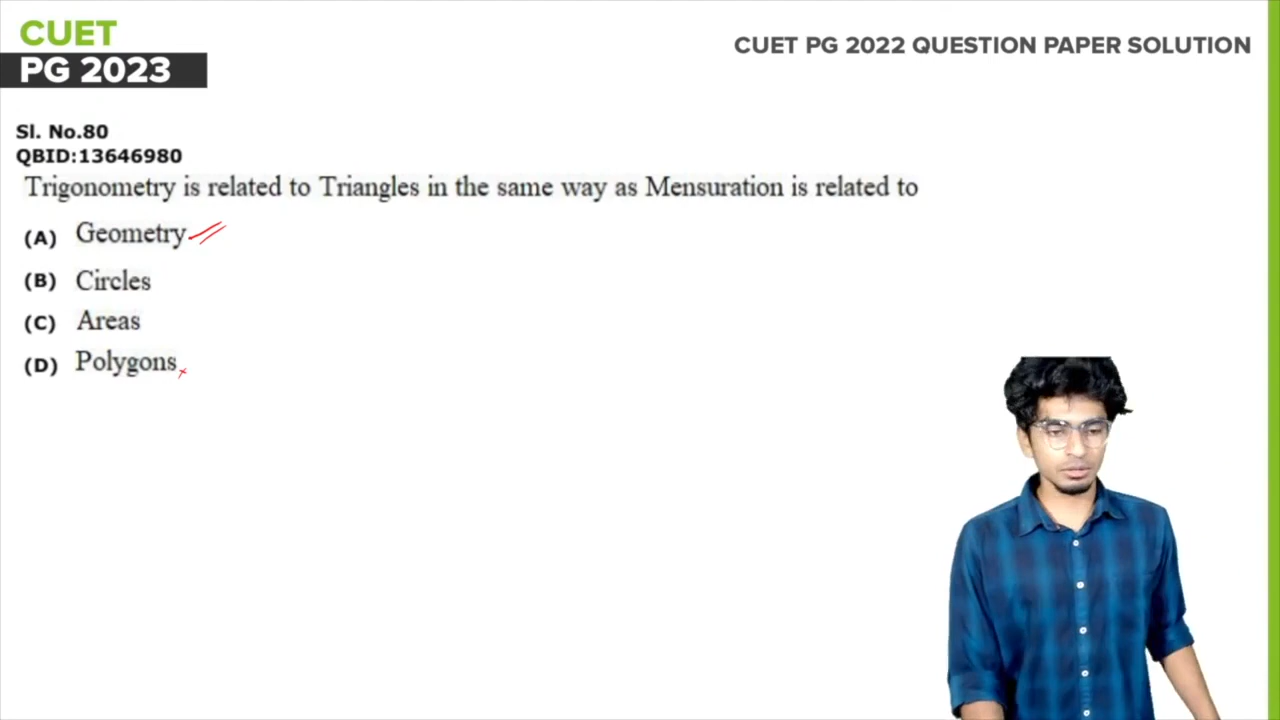 CUET
PG 2023
CUET PG 2022 QUESTION PAPER SOLUTION
Sl. No.80
QBID:13646980
Trigonometry is related to Triangles in the same way as Mensuration is related to
(A) Geometry
(B) Circles
(C) Areas
(D) Polygons